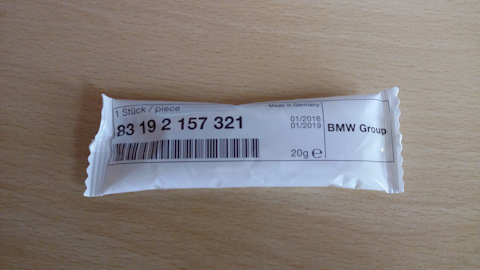 1 Stück / piece
Made in Germany
83 19 2 157 321
01/2016
01/2019
BMW Group
20g ℮